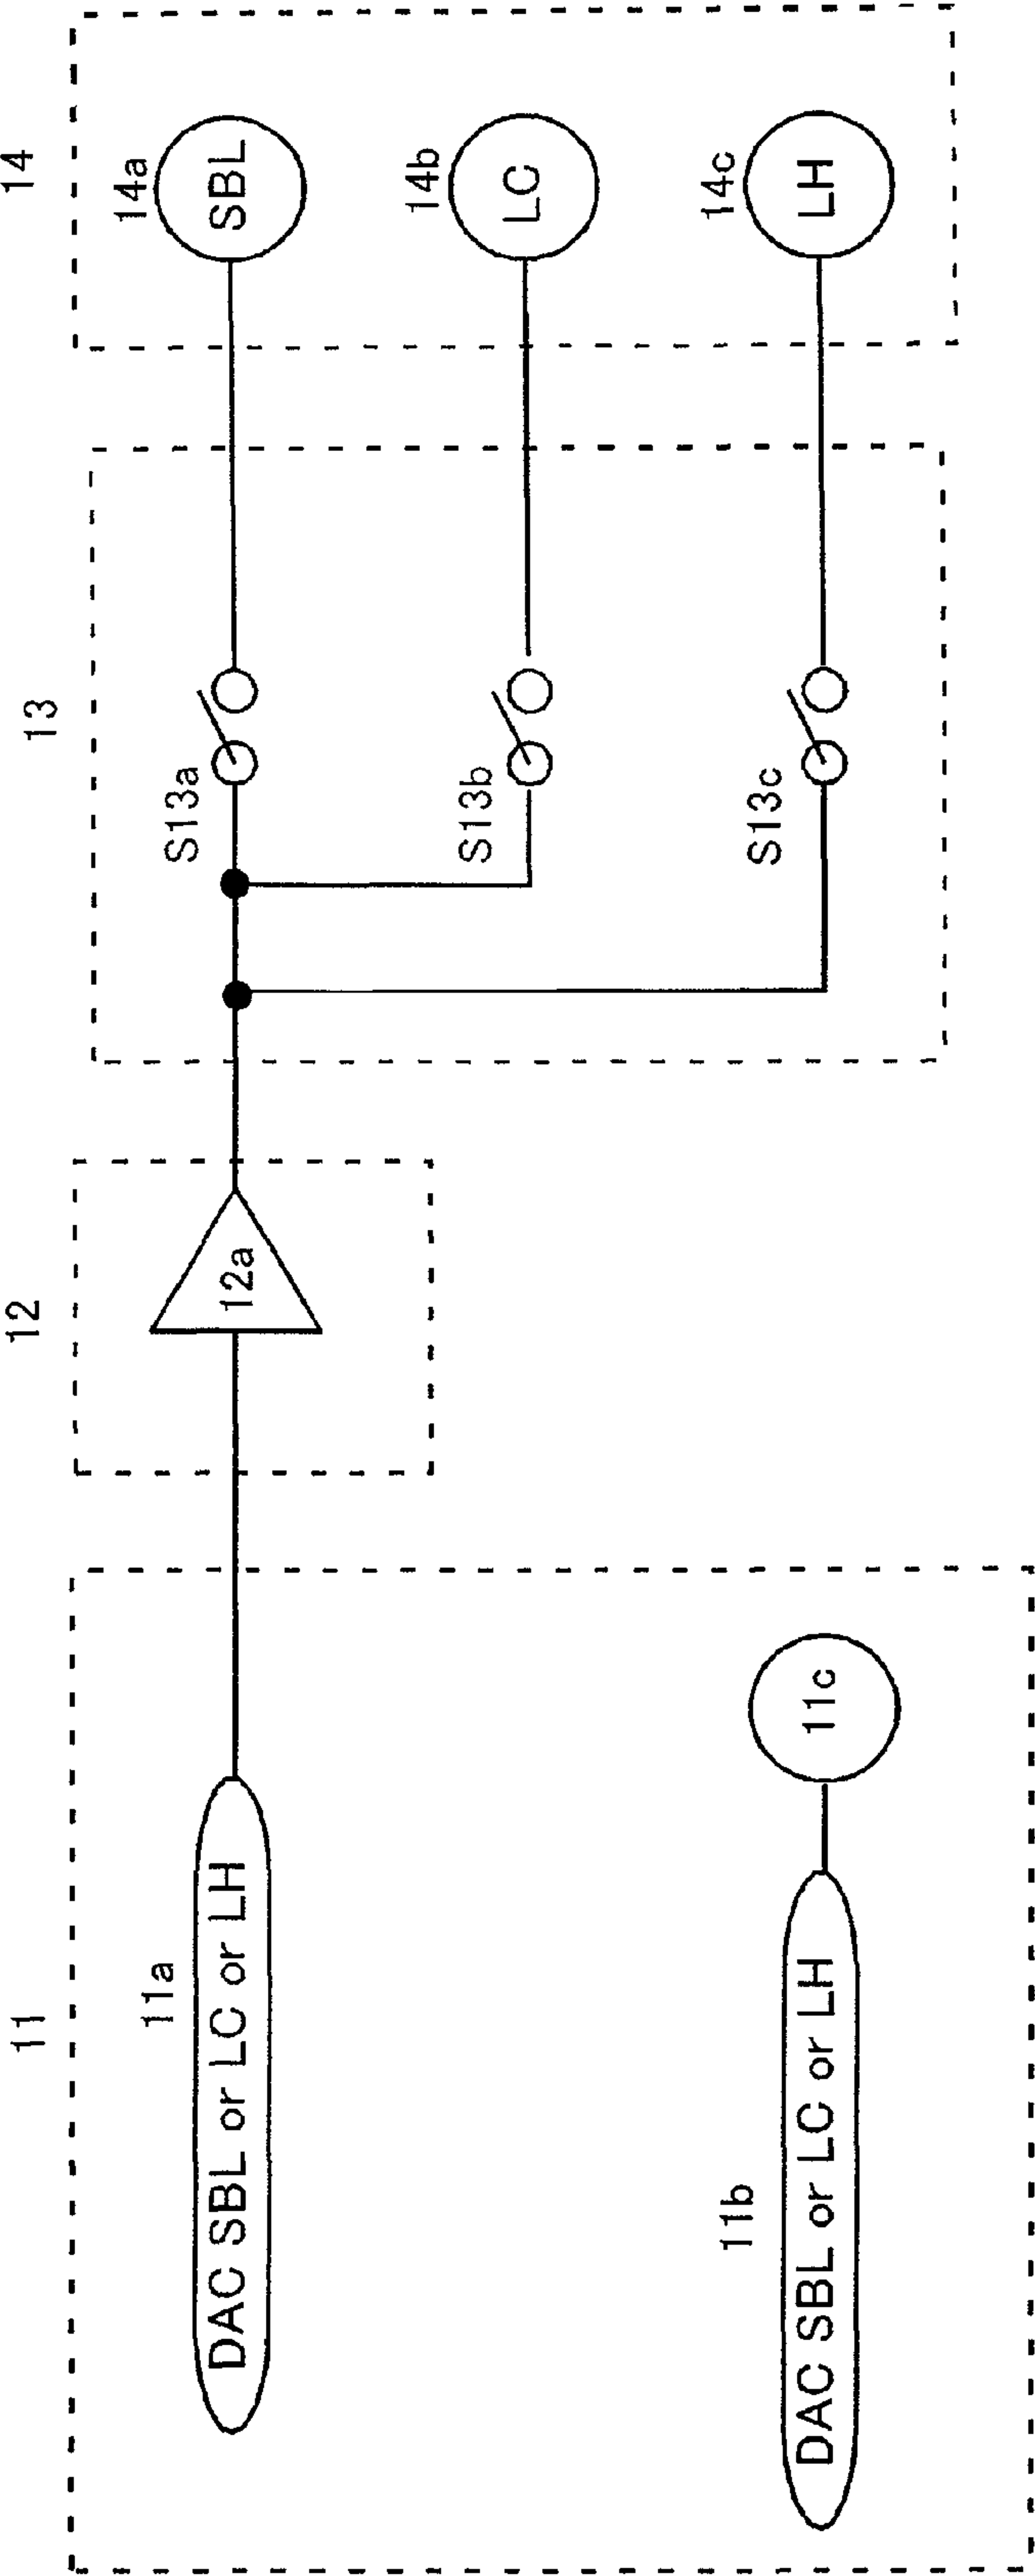 11
12
13
14
11a
DAC SBL or LC or LH
12a
S13a
14a
SBL
S13b
14b
LC
11b
DAC SBL or LC or LH
11c
S13c
14c
LH